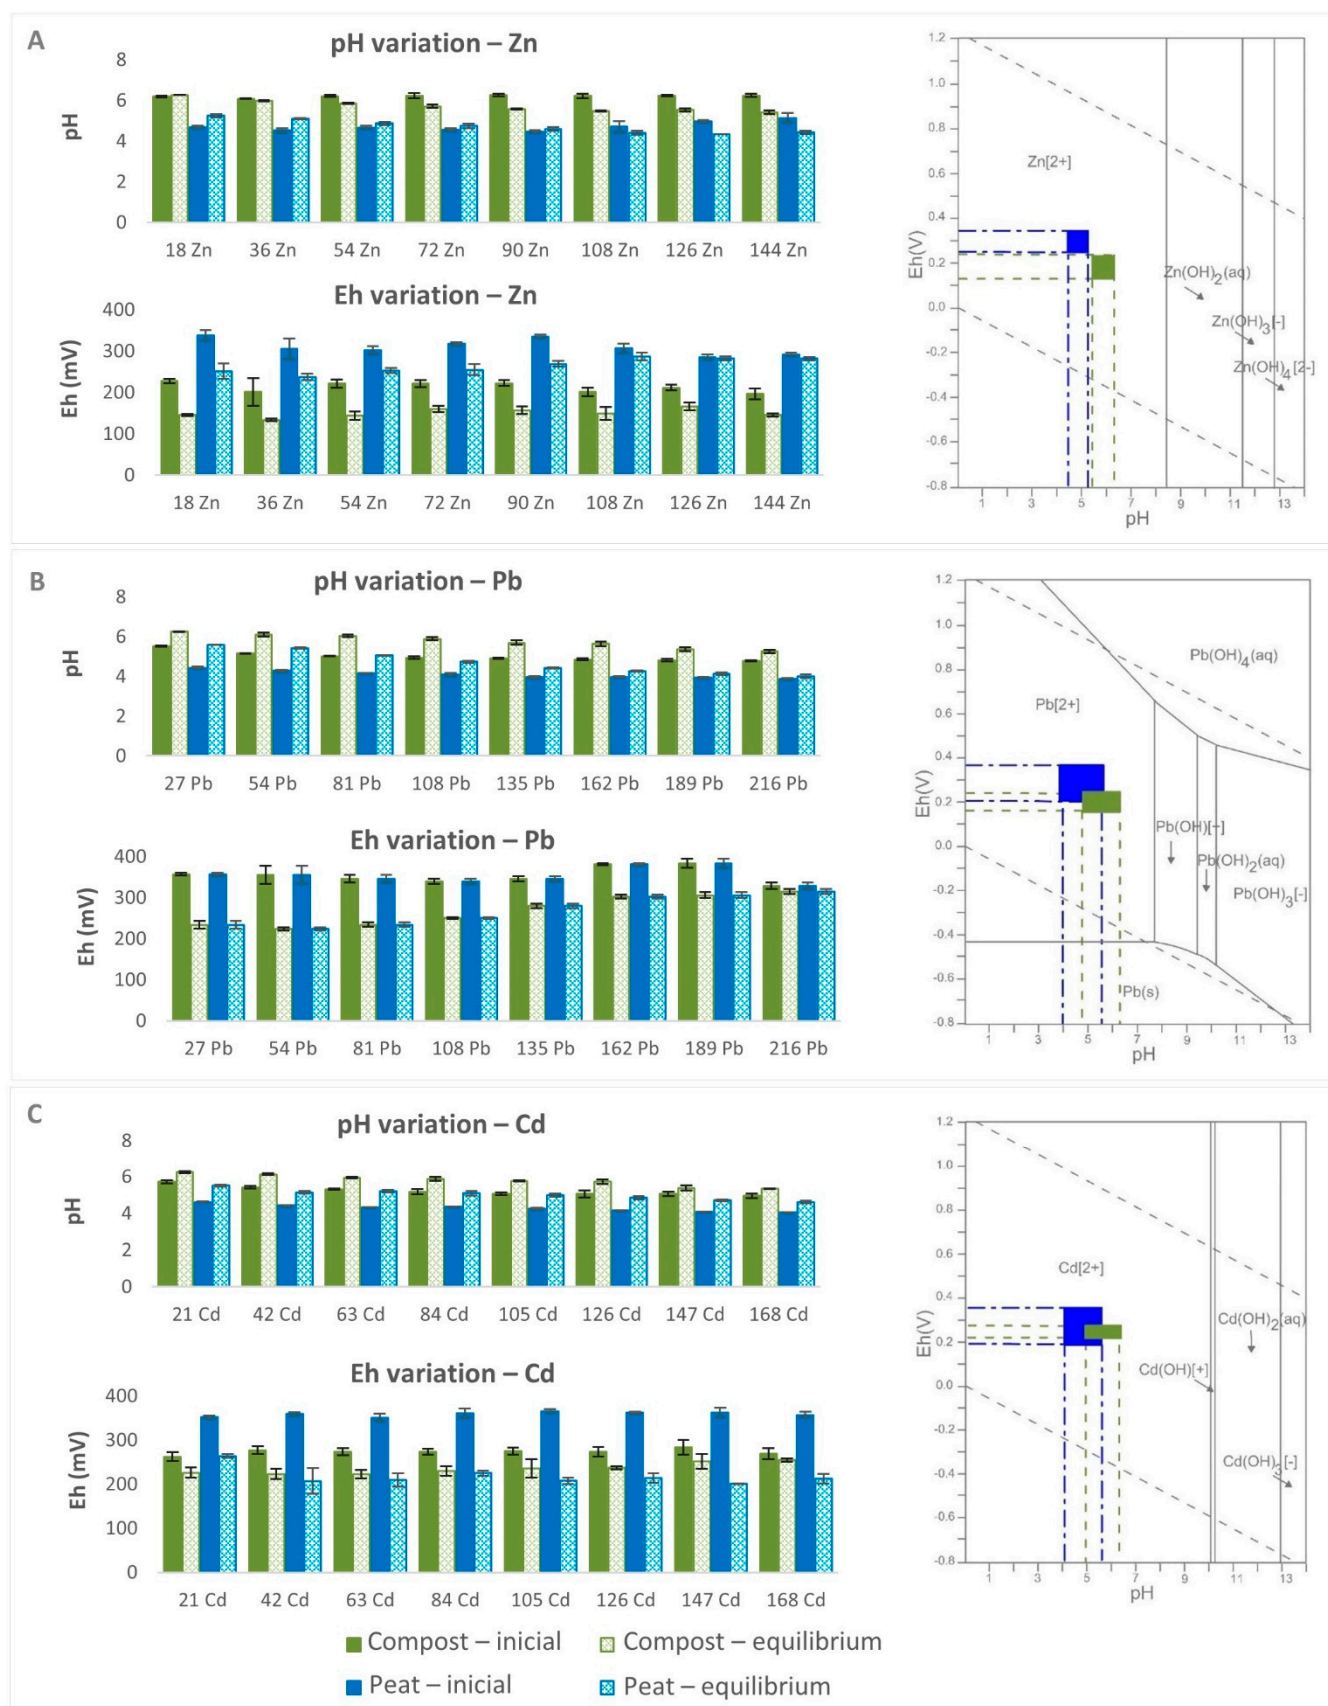 A
pH variation – Zn
8
6
4
2
0
pH
18 Zn 36 Zn 54 Zn 72 Zn 90 Zn 108 Zn 126 Zn 144 Zn
Eh variation – Zn
400
300
200
100
0
Eh (mV)
18 Zn 36 Zn 54 Zn 72 Zn 90 Zn 108 Zn 126 Zn 144 Zn
1.2
1.0
0.8
0.6
0.4
0.2
0.0
-0.2
-0.4
-0.6
-0.8
Eh(V)
Zn[2+]
Zn(OH)2(aq)
Zn(OH)3[-]
Zn(OH)4[2-]
1 3 5 7 9 11 13
pH
B
pH variation – Pb
8
6
4
2
0
pH
27 Pb 54 Pb 81 Pb 108 Pb 135 Pb 162 Pb 189 Pb 216 Pb
Eh variation – Pb
400
300
200
100
0
Eh (mV)
27 Pb 54 Pb 81 Pb 108 Pb 135 Pb 162 Pb 189 Pb 216 Pb
1.2
1.0
0.8
0.6
0.4
0.2
0.0
-0.2
-0.4
-0.6
-0.8
Eh(V)
Pb(OH)4(aq)
Pb[2+]
Pb(OH)2(aq)
Pb(OH)3[-]
Pb(s)
1 3 5 7 9 11 13
pH
C
pH variation – Cd
8
6
4
2
0
pH
21 Cd 42 Cd 63 Cd 84 Cd 105 Cd 126 Cd 147 Cd 168 Cd
Eh variation – Cd
400
300
200
100
0
Eh (mV)
21 Cd 42 Cd 63 Cd 84 Cd 105 Cd 126 Cd 147 Cd 168 Cd
1.2
1.0
0.8
0.6
0.4
0.2
0.0
-0.2
-0.4
-0.6
-0.8
Eh(V)
Cd[2+]
Cd(OH)2(aq)
Cd(OH)[+]
Cd(OH)3[-]
1 3 5 7 9 11 13
pH
Compost – inicial Compost – equilibrium
Peat – inicial Peat – equilibrium